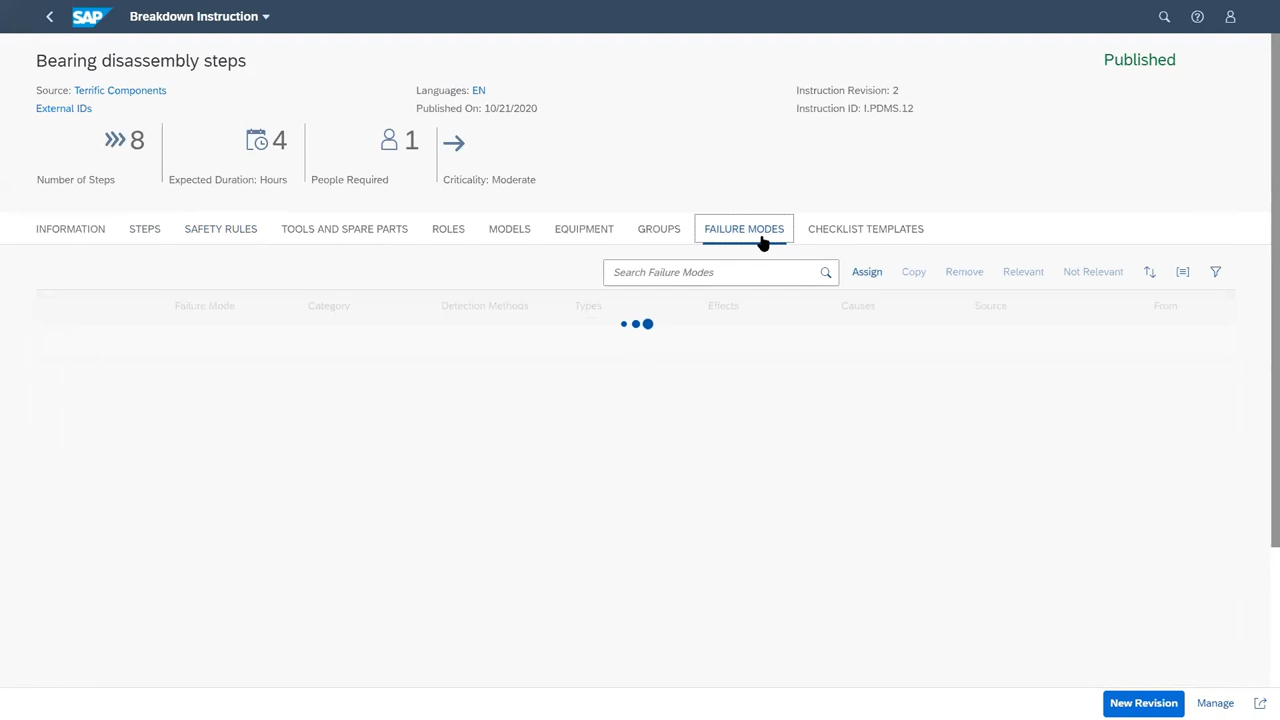 SAP Breakdown Instruction
Bearing disassembly steps
Published
Source: Terrific Components
Languages: EN
Instruction Revision: 2
External IDs
Published On: 10/21/2020
Instruction ID: I.PDMS.12
8
4
1
Number of Steps
Expected Duration: Hours
People Required
Criticality: Moderate
INFORMATION STEPS SAFETY RULES TOOLS AND SPARE PARTS ROLES MODELS EQUIPMENT GROUPS FAILURE MODES CHECKLIST TEMPLATES
Search Failure Modes Assign Copy Remove Relevant Not Relevant
Failure Mode Category Detection Methods Types Effects Causes Source From
New Revision Manage